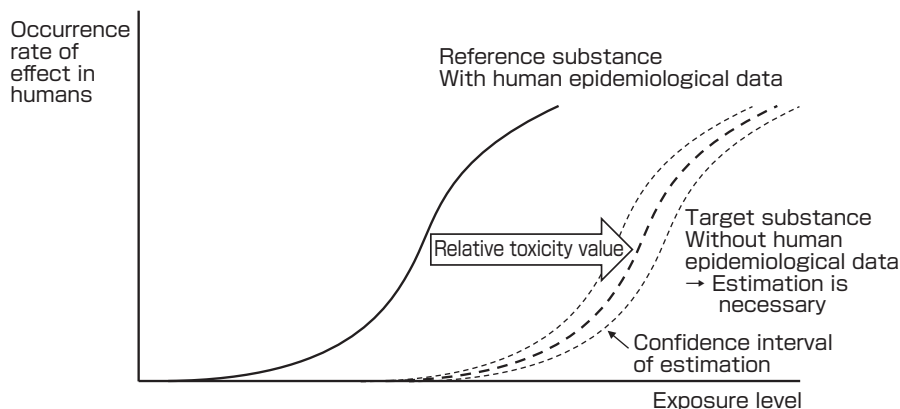 Occurrence
rate of
effect in
humans
Reference substance
With human epidemiological data
Relative toxicity value
Target substance
Without human
epidemiological data
→ Estimation is
necessary
Confidence interval
of estimation
Exposure level